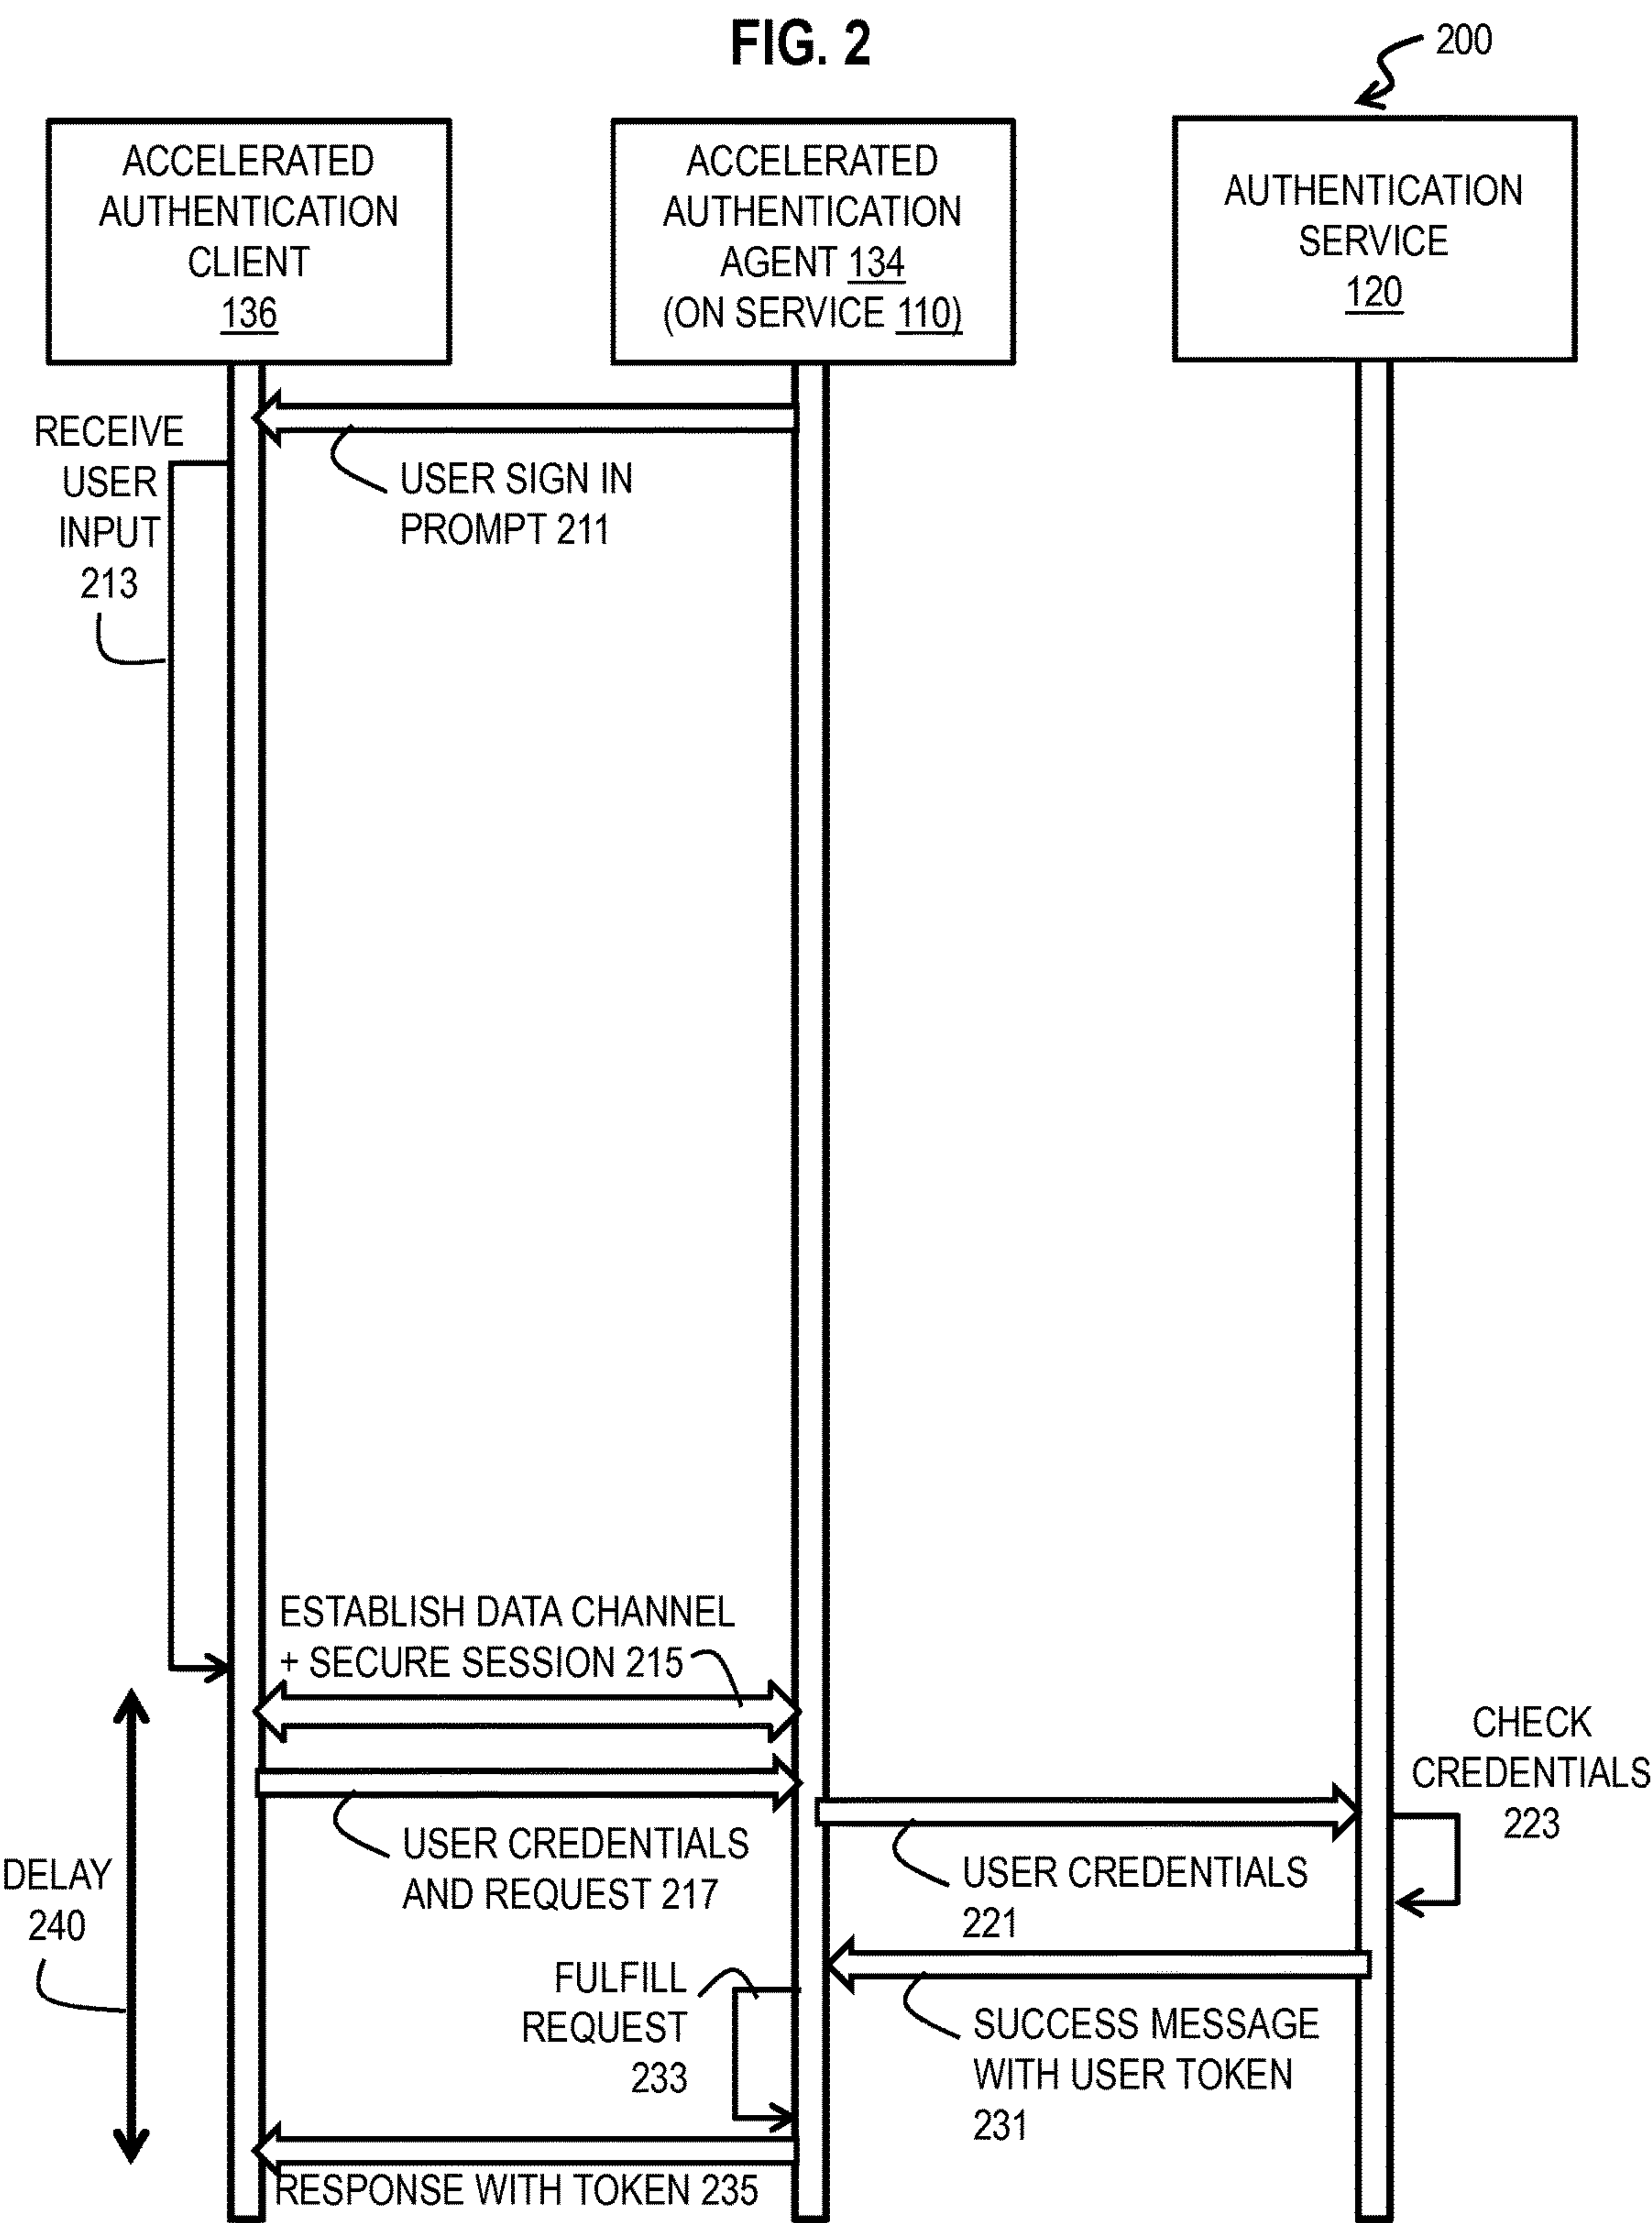 FIG. 2
200
ACCELERATED
AUTHENTICATION
CLIENT
136
ACCELERATED
AUTHENTICATION
AGENT 134
(ON SERVICE 110)
AUTHENTICATION
SERVICE
120
RECEIVE
USER
INPUT
213
USER SIGN IN
PROMPT 211
ESTABLISH DATA CHANNEL
+ SECURE SESSION 215
CHECK
CREDENTIALS
223
USER CREDENTIALS
AND REQUEST 217
USER CREDENTIALS
221
DELAY
240
FULFILL
REQUEST
233
SUCCESS MESSAGE
WITH USER TOKEN
231
RESPONSE WITH TOKEN 235